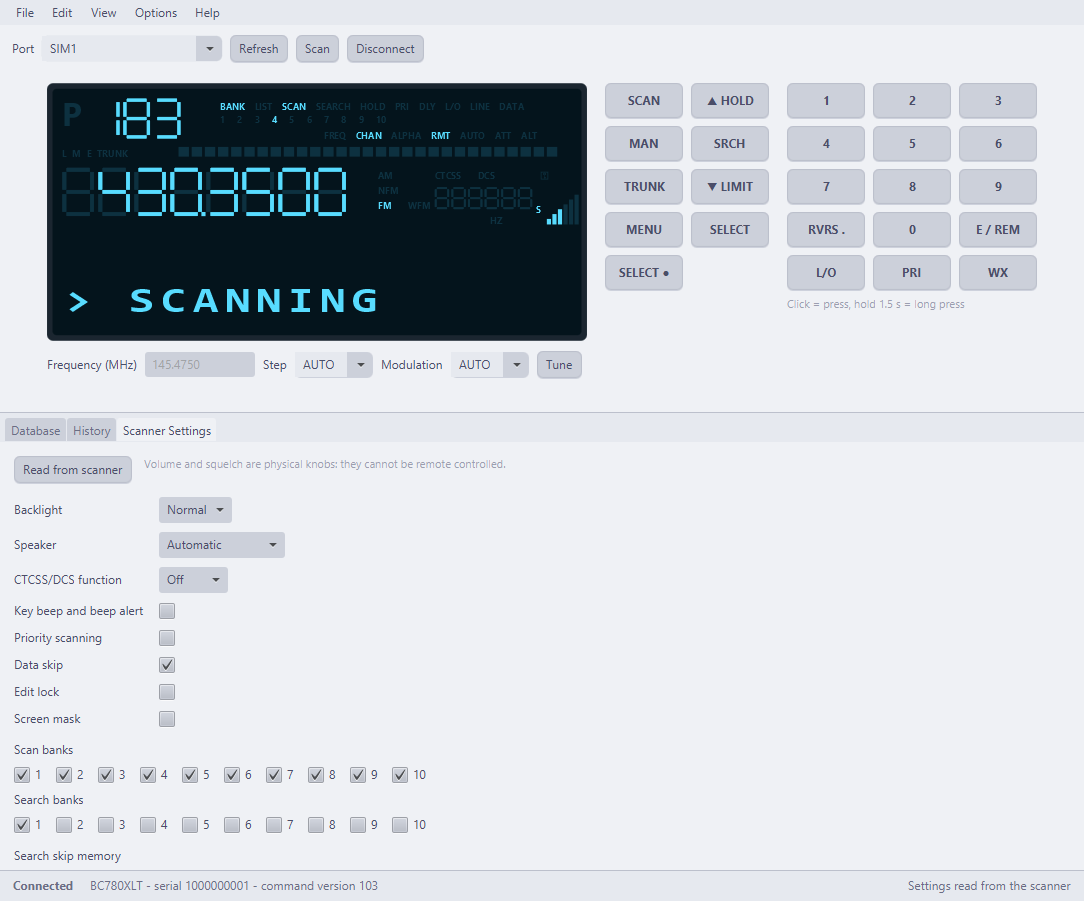 File Edit View Options Help
Port SIM1 Refresh Scan Disconnect
P 183 BANK LIST SCAN SEARCH HOLD PRI DLY L/O LINE DATA
1 2 3 4 5 6 7 8 9 10
FREQ CHAN ALPHA RMT AUTO ATT ALT
L M E TRUNK
430.3500
AM CTCSS DCS
NFM
FM WFM S
HZ
> SCANNING
SCAN ▲ HOLD 1 2 3
MAN SRCH 4 5 6
TRUNK ▼ LIMIT 7 8 9
MENU SELECT RVRS . 0 E / REM
SELECT ● L/O PRI WX
Click = press, hold 1.5 s = long press
Frequency (MHz) 145.4750 Step AUTO Modulation AUTO Tune
Database History Scanner Settings
Read from scanner Volume and squelch are physical knobs: they cannot be remote controlled.
Backlight Normal
Speaker Automatic
CTCSS/DCS function Off
Key beep and beep alert
Priority scanning
Data skip
Edit lock
Screen mask
Scan banks
1 2 3 4 5 6 7 8 9 10
Search banks
1 2 3 4 5 6 7 8 9 10
Search skip memory
Connected BC780XLT - serial 1000000001 - command version 103 Settings read from the scanner